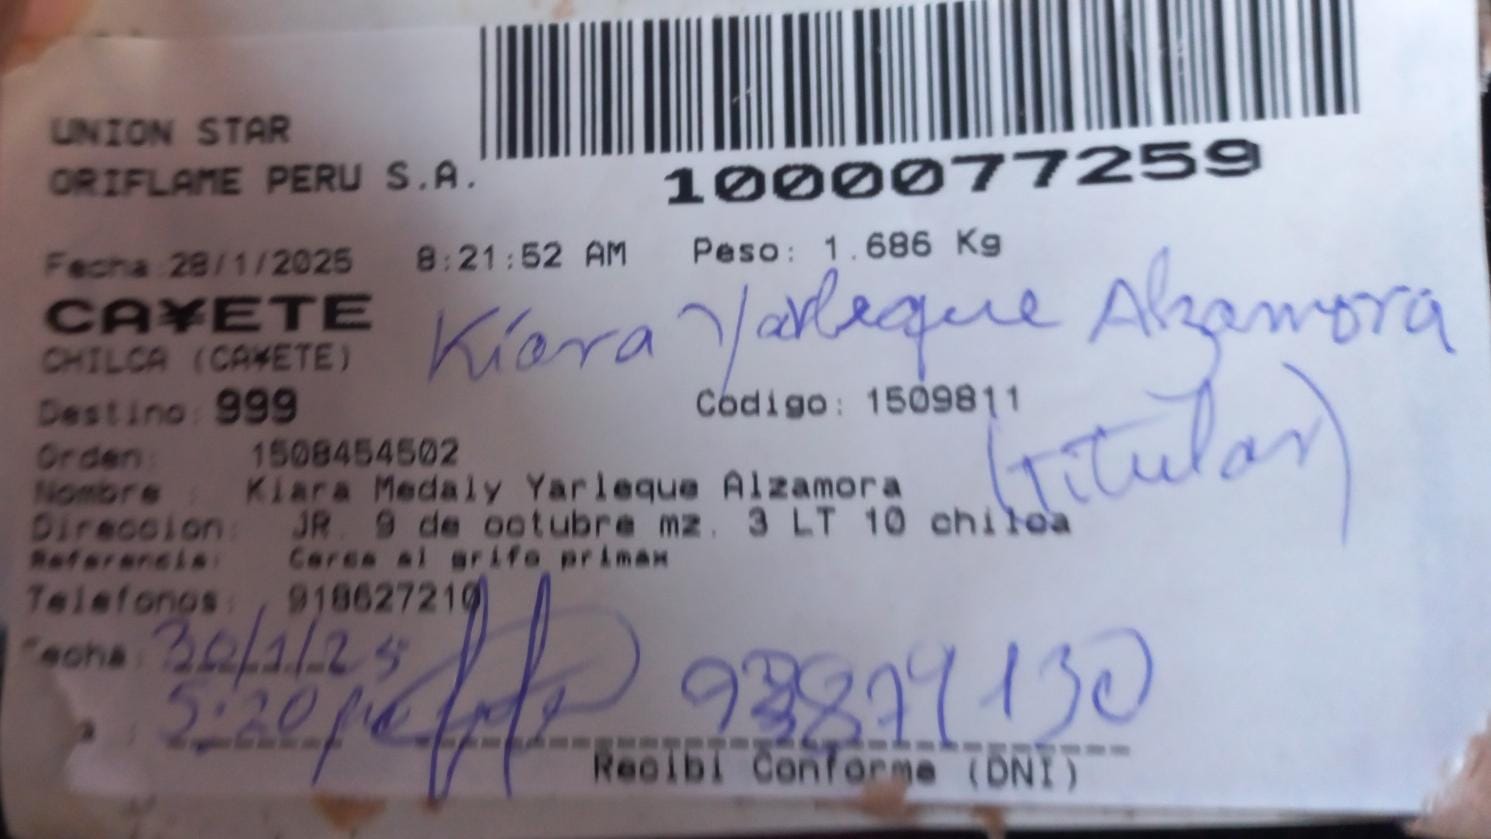 UNION STAR
ORIFLAME PERU S.A.
1000077259
Fecha:28/1/2025 8:21:52 AM Peso: 1.686 Kg
CA¥ETE
Kiara Yarleque Alzamora
CHILCA (CA¥ETE)
Destino: 999 Codigo: 1509811
(Titular)
Orden: 1508454502
Nombre : Kiara Medaly Yarleque Alzamora
Direccion: JR. 9 de octubre mz. 3 LT 10 chilca
Referencia: Cerca al grifo primax
Telefonos: 918627210
Fecha: 30/1/25
5:20
Recibi Conforme (DNI)